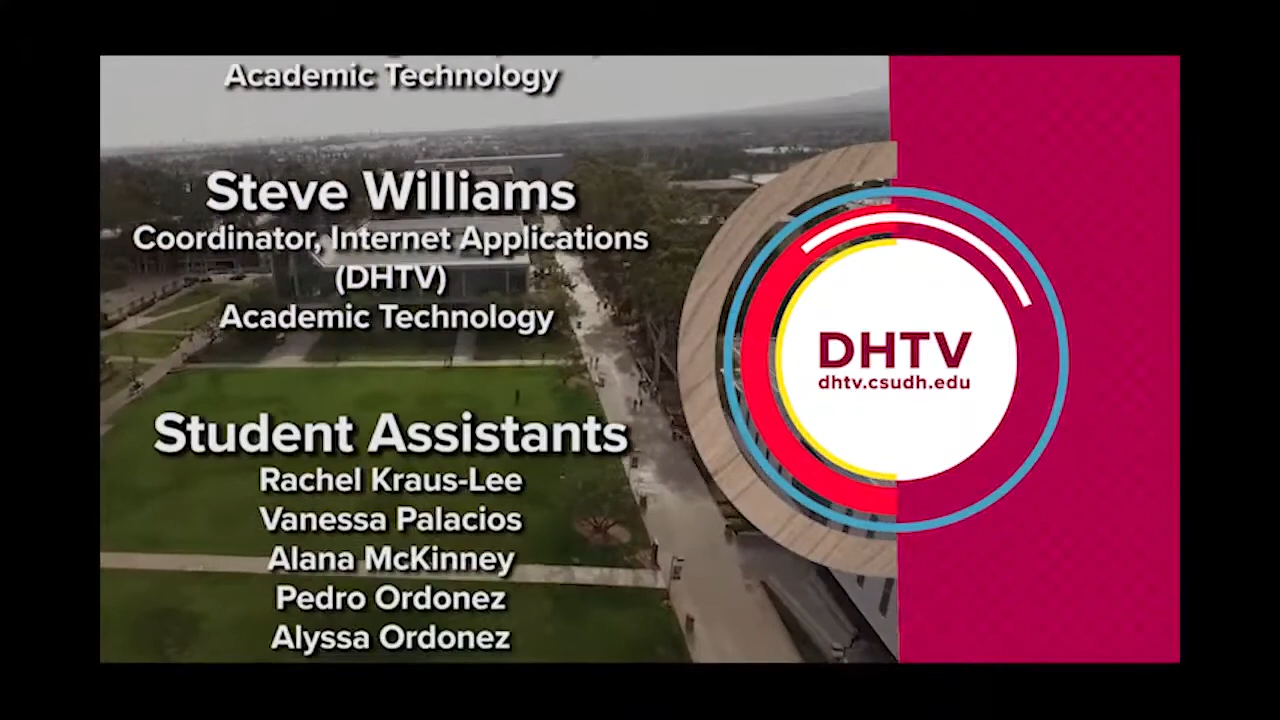 Academic Technology
Steve Williams
Coordinator, Internet Applications
(DHTV)
Academic Technology
Student Assistants
Rachel Kraus-Lee
Vanessa Palacios
Alana McKinney
Pedro Ordonez
Alyssa Ordonez
DHTV
dhtv.csudh.edu